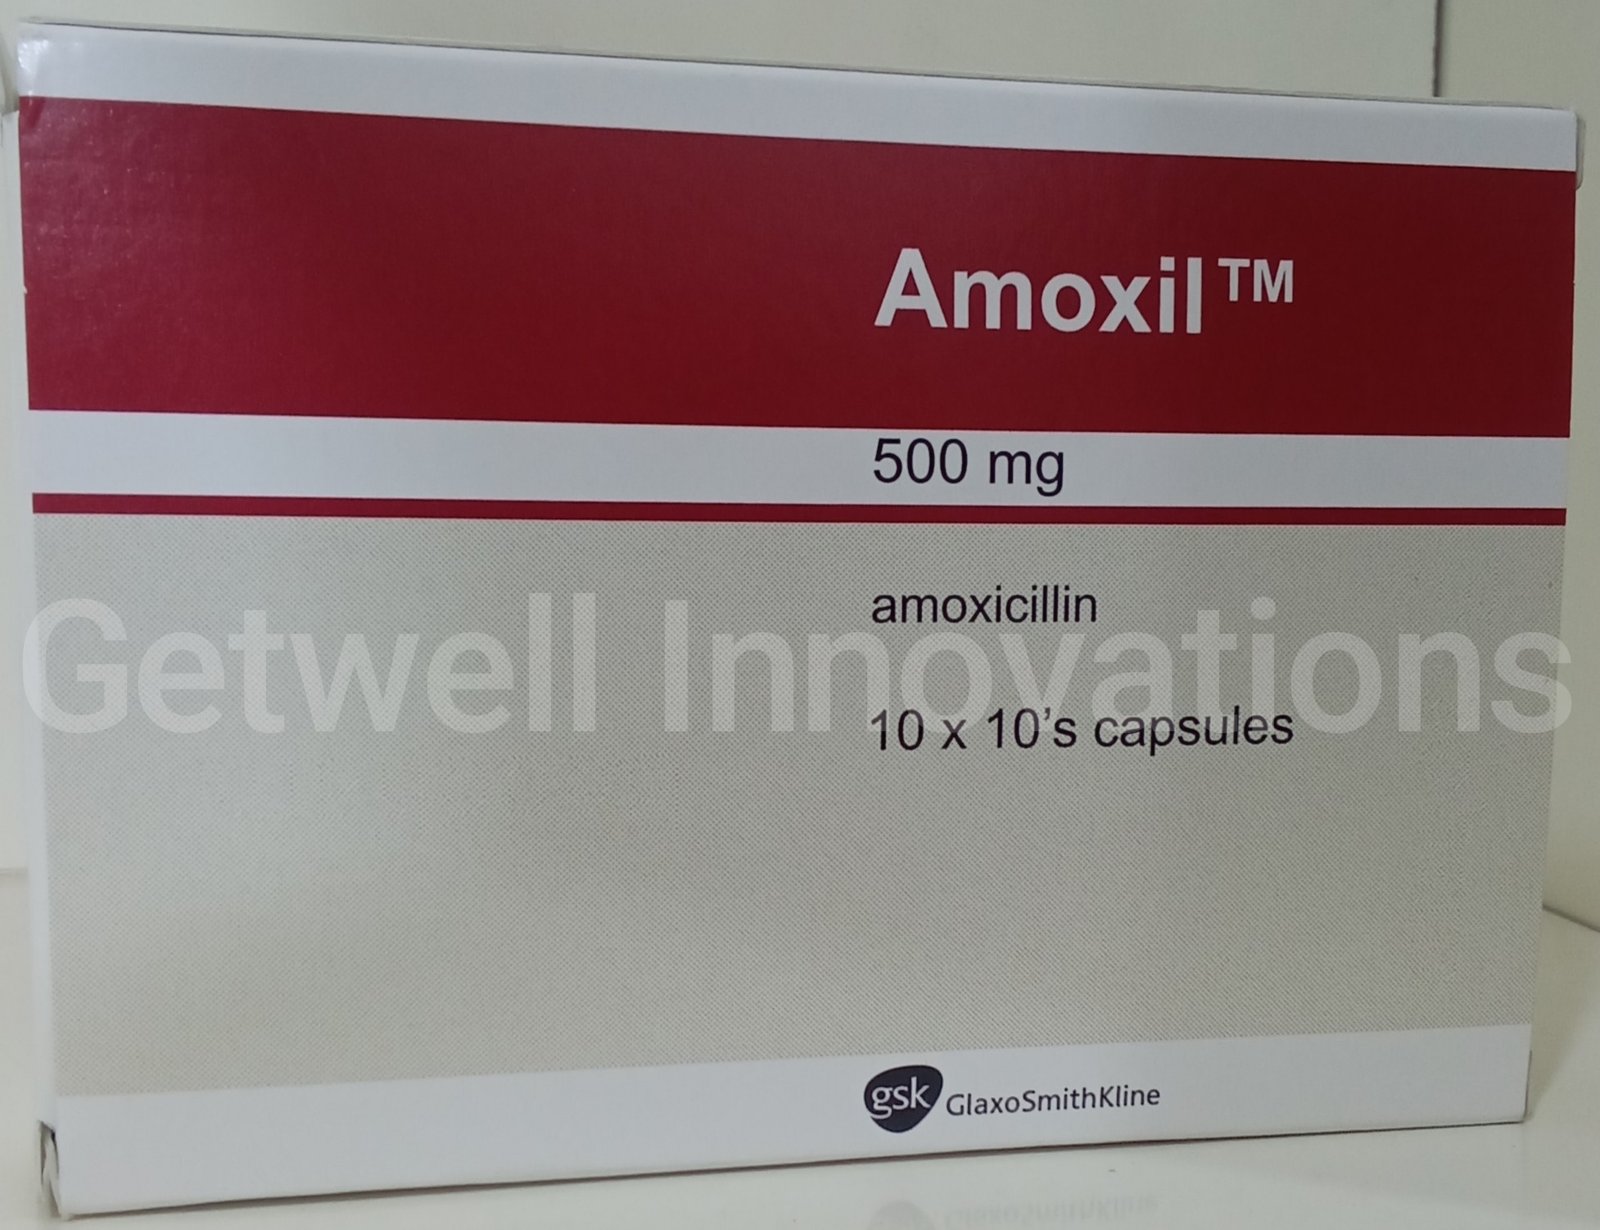 Amoxil™
500 mg
amoxicillin
Getwell Innovations
10 x 10's capsules
gsk GlaxoSmithKline